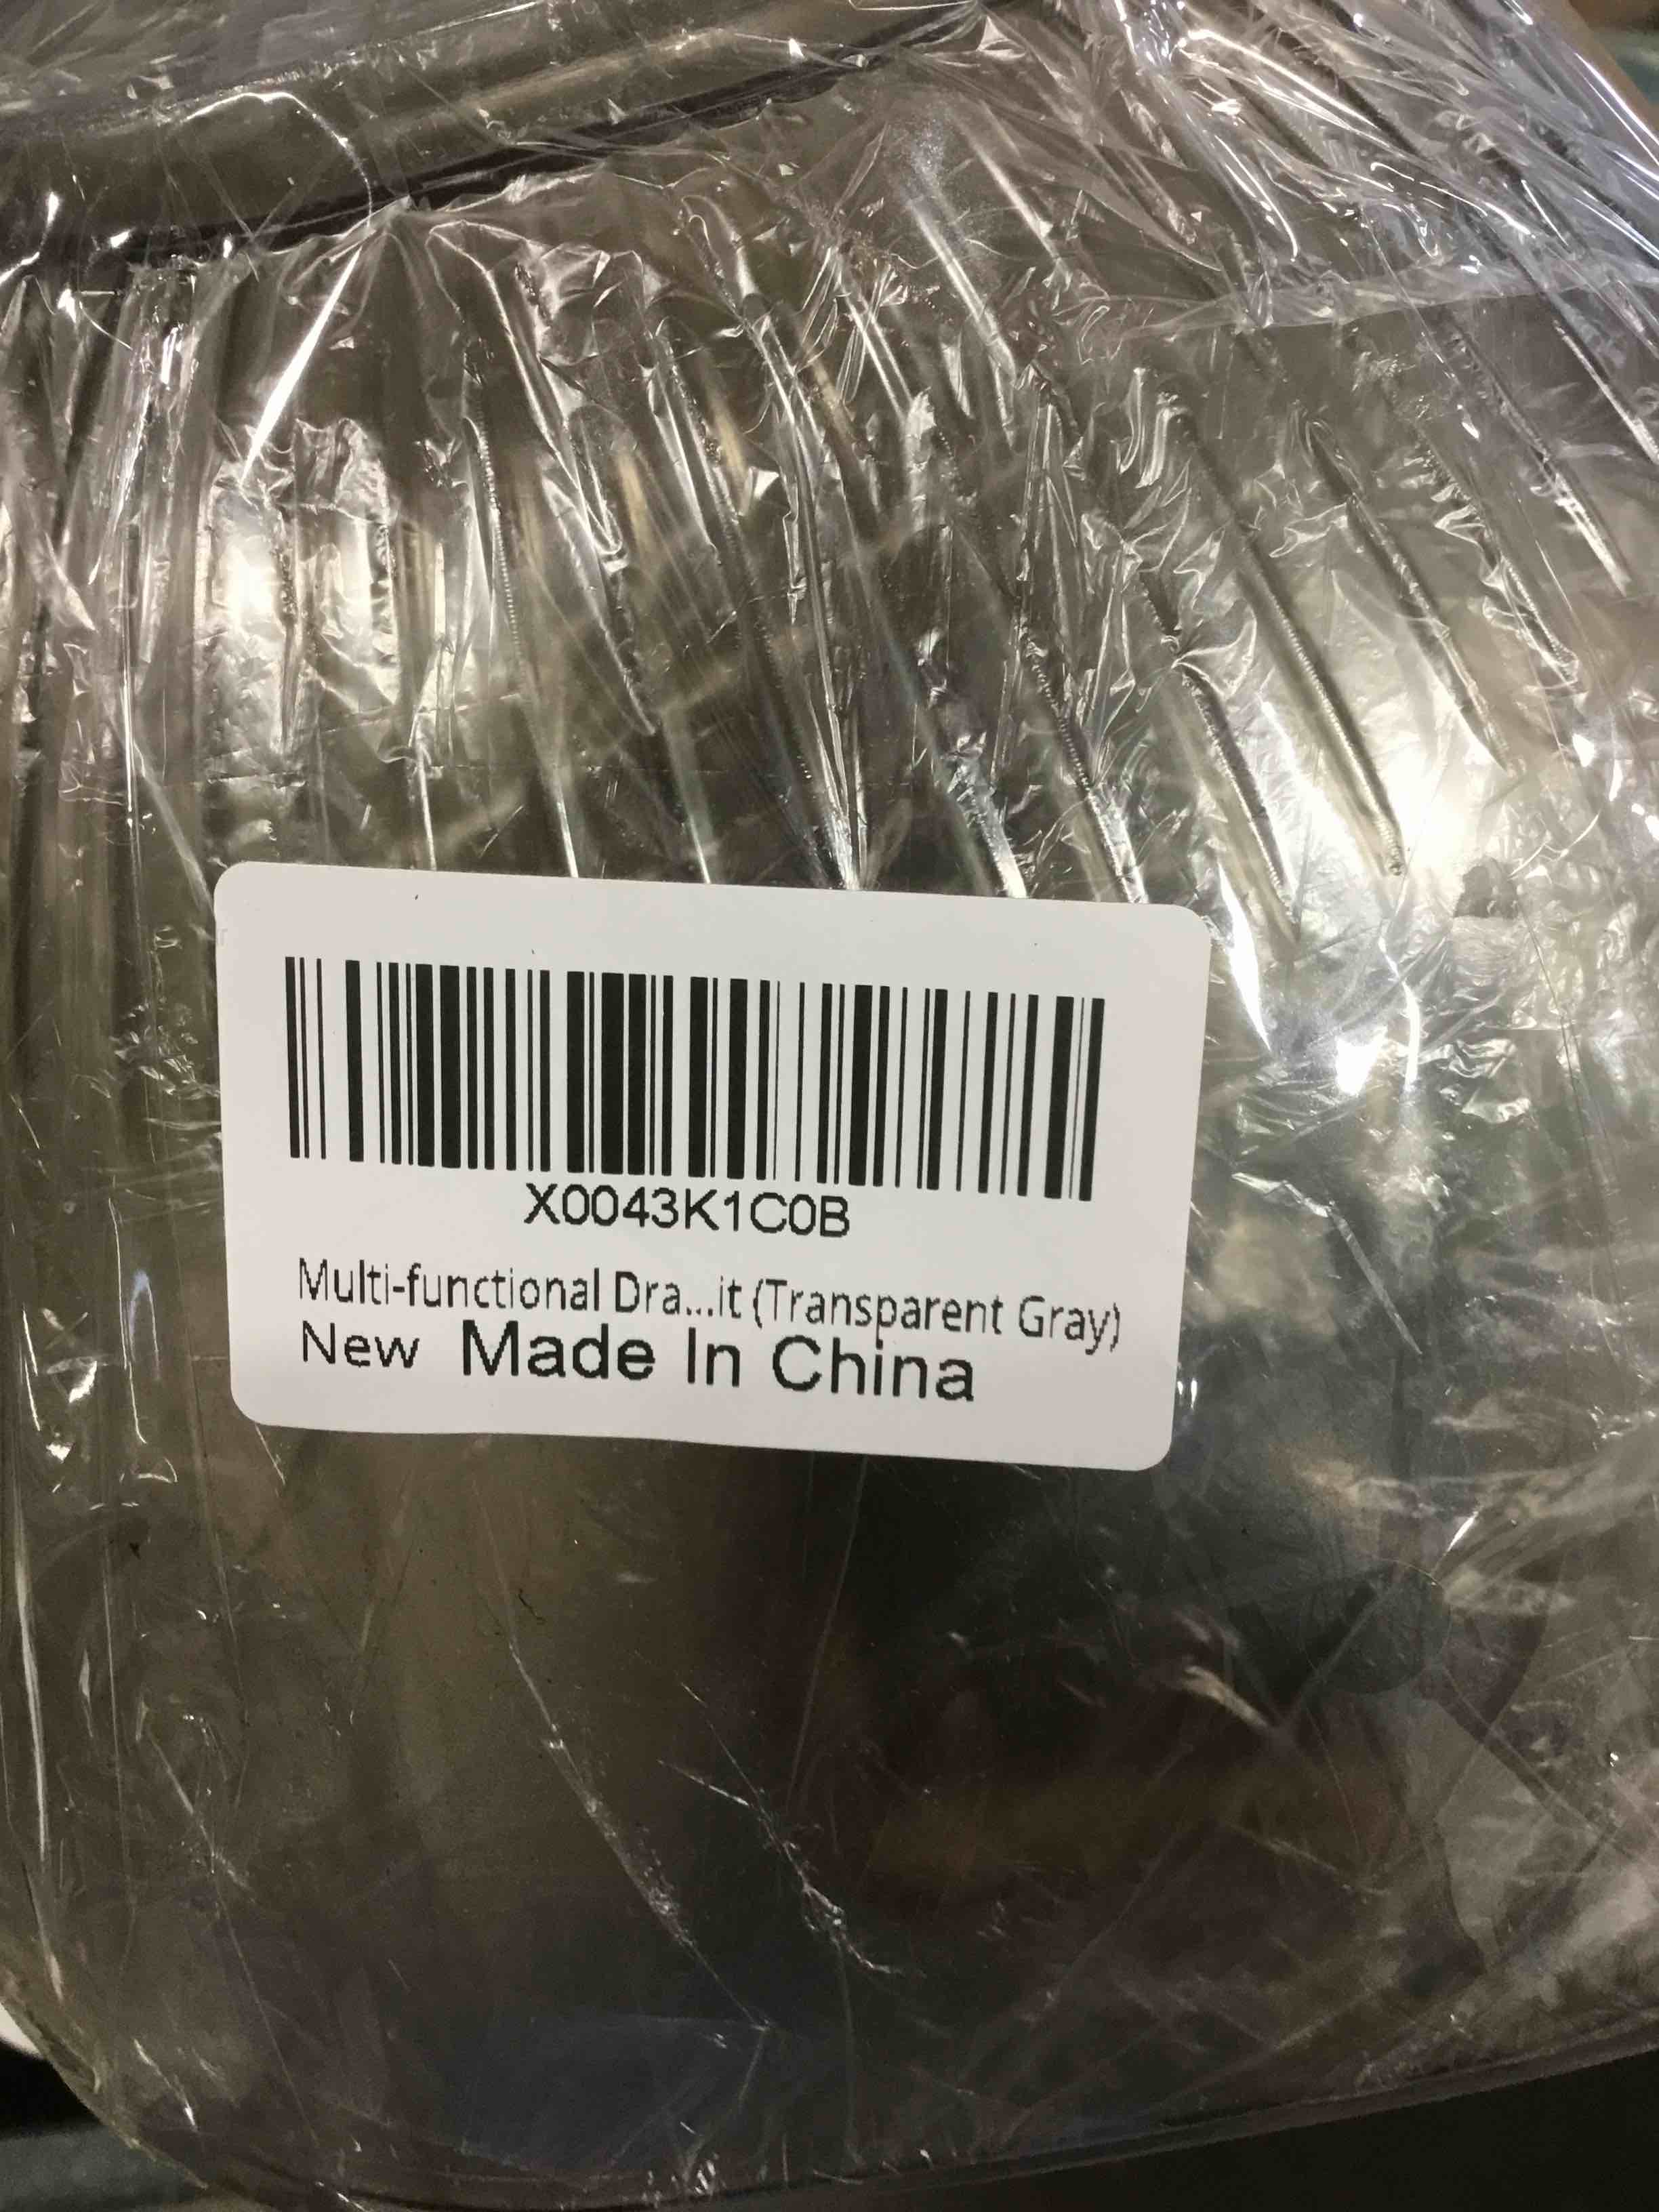 X0043K1C0B
Multi-functional Dra...it (Transparent Gray)
New Made In China